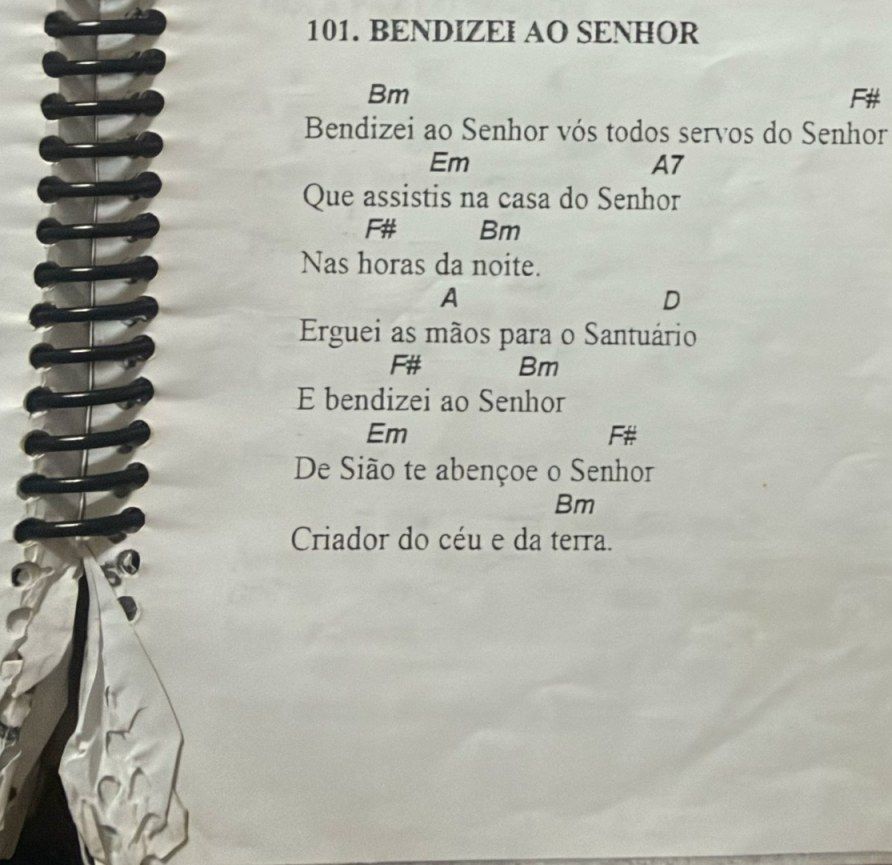 101. BENDIZEI AO SENHOR
Bm F#
Bendizei ao Senhor vós todos servos do Senhor
Em A7
Que assistis na casa do Senhor
F# Bm
Nas horas da noite.
A D
Erguei as mãos para o Santuário
F# Bm
E bendizei ao Senhor
Em F#
De Sião te abençoe o Senhor
Bm
Criador do céu e da terra.